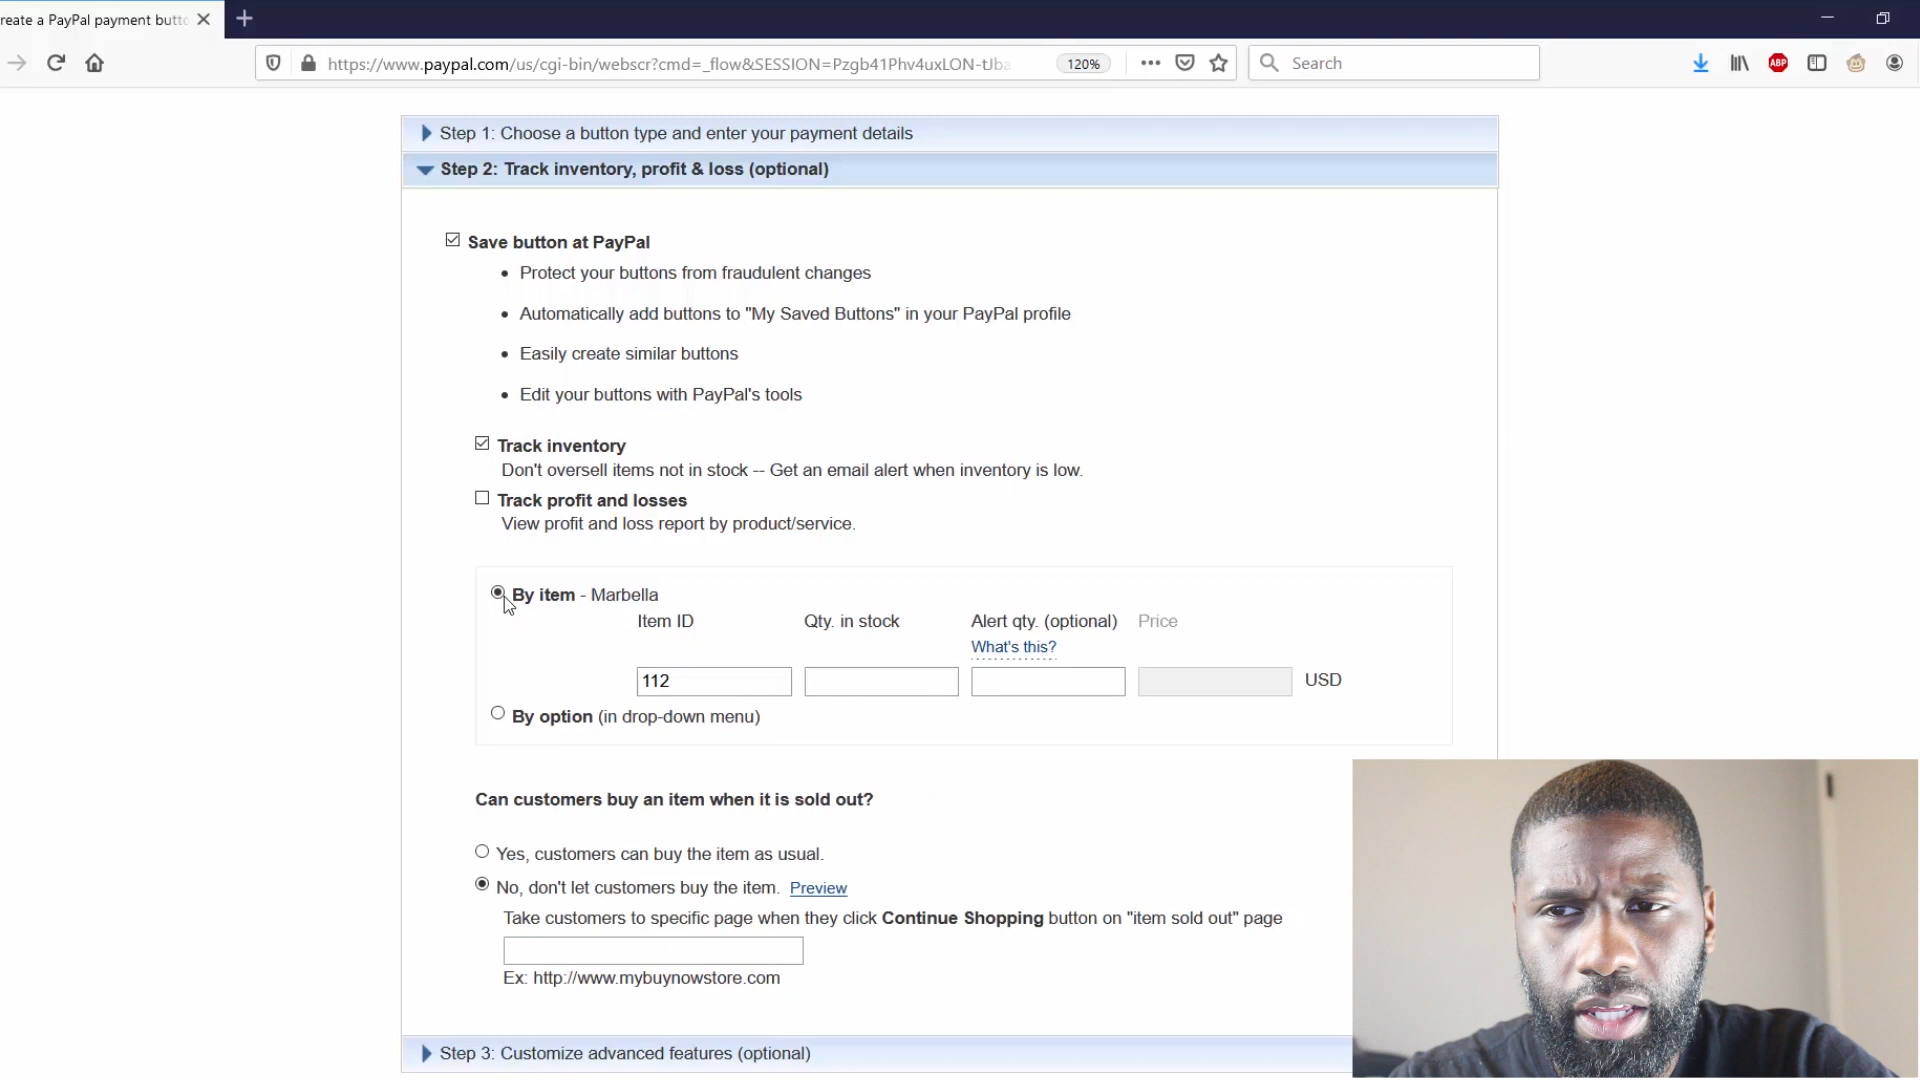 reate a PayPal payment butto
https://www.paypal.com/us/cgi-bin/webscr?cmd=_flow&SESSION=Pzgb41Phv4uxLON-tJba
120%
Search
ABP
Step 1: Choose a button type and enter your payment details
Step 2: Track inventory, profit & loss (optional)
Save button at PayPal
• Protect your buttons from fraudulent changes
• Automatically add buttons to "My Saved Buttons" in your PayPal profile
• Easily create similar buttons
• Edit your buttons with PayPal's tools
Track inventory
Don't oversell items not in stock -- Get an email alert when inventory is low.
Track profit and losses
View profit and loss report by product/service.
By item - Marbella
Item ID Qty. in stock Alert qty. (optional) Price
What's this?
112 USD
By option (in drop-down menu)
Can customers buy an item when it is sold out?
Yes, customers can buy the item as usual.
No, don't let customers buy the item. Preview
Take customers to specific page when they click Continue Shopping button on "item sold out" page
Ex: http://www.mybuynowstore.com
Step 3: Customize advanced features (optional)